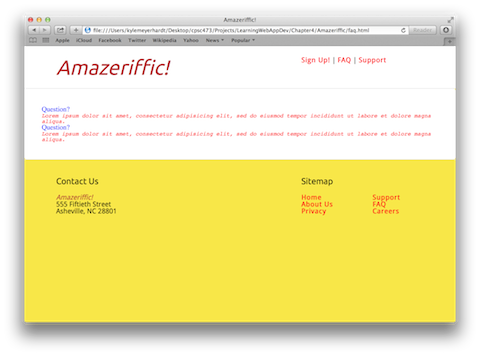 Amazeriffic!
file:///Users/kylemeyerhardt/Desktop/cpsc473/Projects/LearningWebAppDev/Chapter4/Amazeriffic/faq.html
Reader
Apple iCloud Facebook Twitter Wikipedia Yahoo News Popular
Amazeriffic!
Sign Up! | FAQ | Support
Question?
Lorem ipsum dolor sit amet, consectetur adipisicing elit, sed do eiusmod tempor incididunt ut labore et dolore magna
aliqua.
Question?
Lorem ipsum dolor sit amet, consectetur adipisicing elit, sed do eiusmod tempor incididunt ut labore et dolore magna
aliqua.
Contact Us
Amazeriffic!
555 Fiftieth Street
Asheville, NC 28801
Sitemap
Home Support
About Us FAQ
Privacy Careers